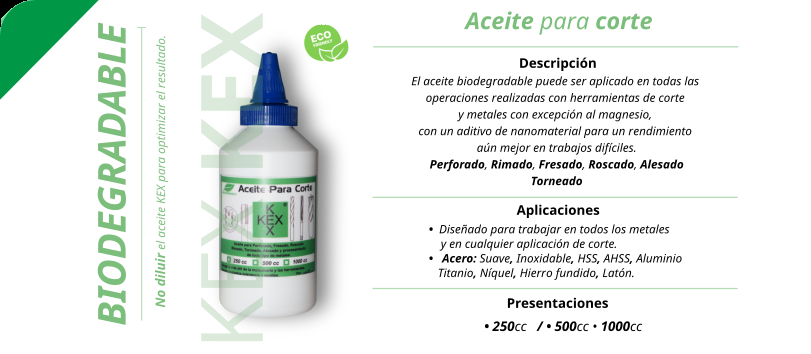 BIODEGRADABLE
No diluir el aceite KEX para optimizar el resultado.
KEX KEX
ECO
FRIENDLY
Aceite Para Corte
K
KEX
X
250 cc
500 cc
1000 cc
Aceite para corte
Descripción
El aceite biodegradable puede ser aplicado en todas las
operaciones realizadas con herramientas de corte
y metales con excepción al magnesio,
con un aditivo de nanomaterial para un rendimiento
aún mejor en trabajos difíciles.
Perforado, Rimado, Fresado, Roscado, Alesado
Torneado
Aplicaciones
• Diseñado para trabajar en todos los metales
y en cualquier aplicación de corte.
• Acero: Suave, Inoxidable, HSS, AHSS, Aluminio
Titanio, Níquel, Hierro fundido, Latón.
Presentaciones
• 250cc / • 500cc • 1000cc